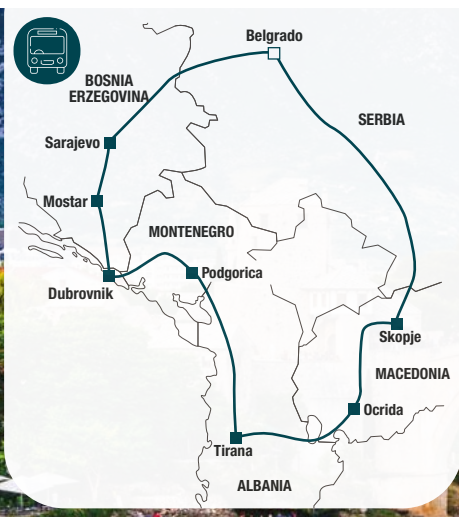 Belgrado
BOSNIA
ERZEGOVINA
SERBIA
Sarajevo
Mostar
MONTENEGRO
Podgorica
Dubrovnik
Skopje
MACEDONIA
Ocrida
Tirana
ALBANIA